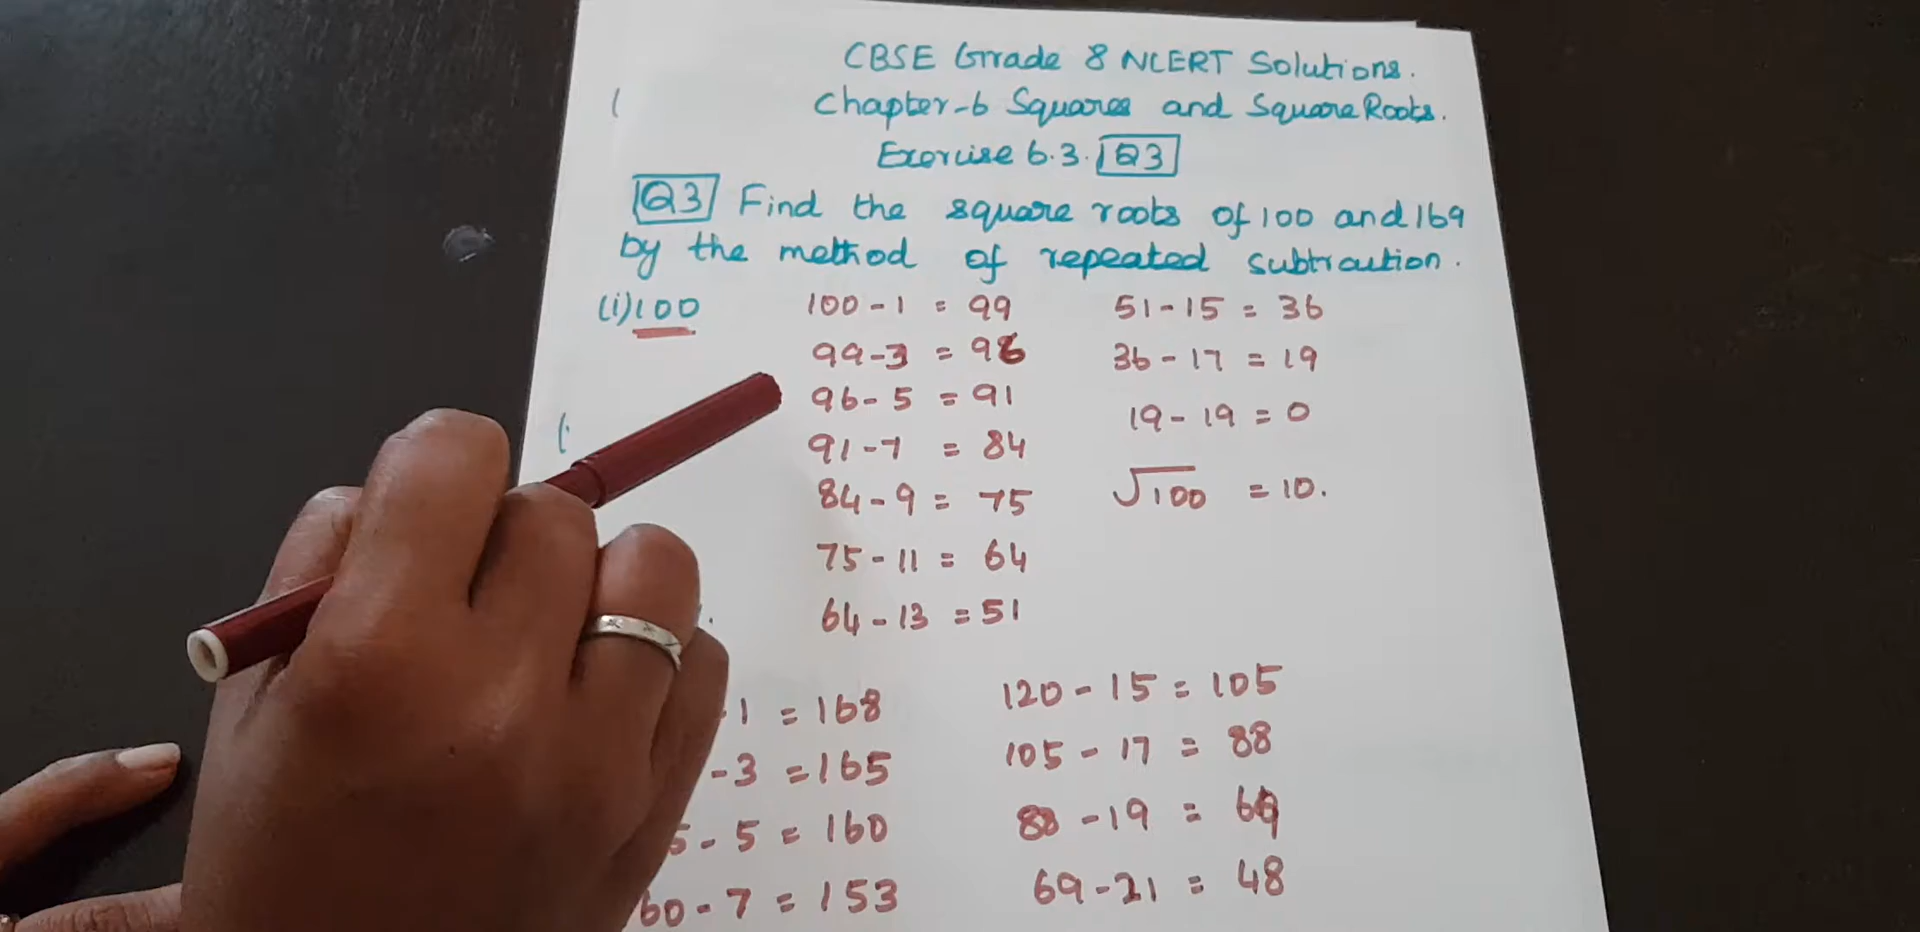 CBSE Grade 8 NCERT Solutions.
Chapter-6 Squares and Square Roots.
Exercise 6.3. Q3
Q3 Find the square roots of 100 and 169
by the method of repeated subtraction.
(i) 100
100 - 1 = 99
99 - 3 = 96
96 - 5 = 91
91 - 7 = 84
84 - 9 = 75
75 - 11 = 64
64 - 13 = 51
51 - 15 = 36
36 - 17 = 19
19 - 19 = 0
√100 = 10.
- 1 = 168
- 3 = 165
5 - 5 = 160
60 - 7 = 153
120 - 15 = 105
105 - 17 = 88
88 - 19 = 69
69 - 21 = 48